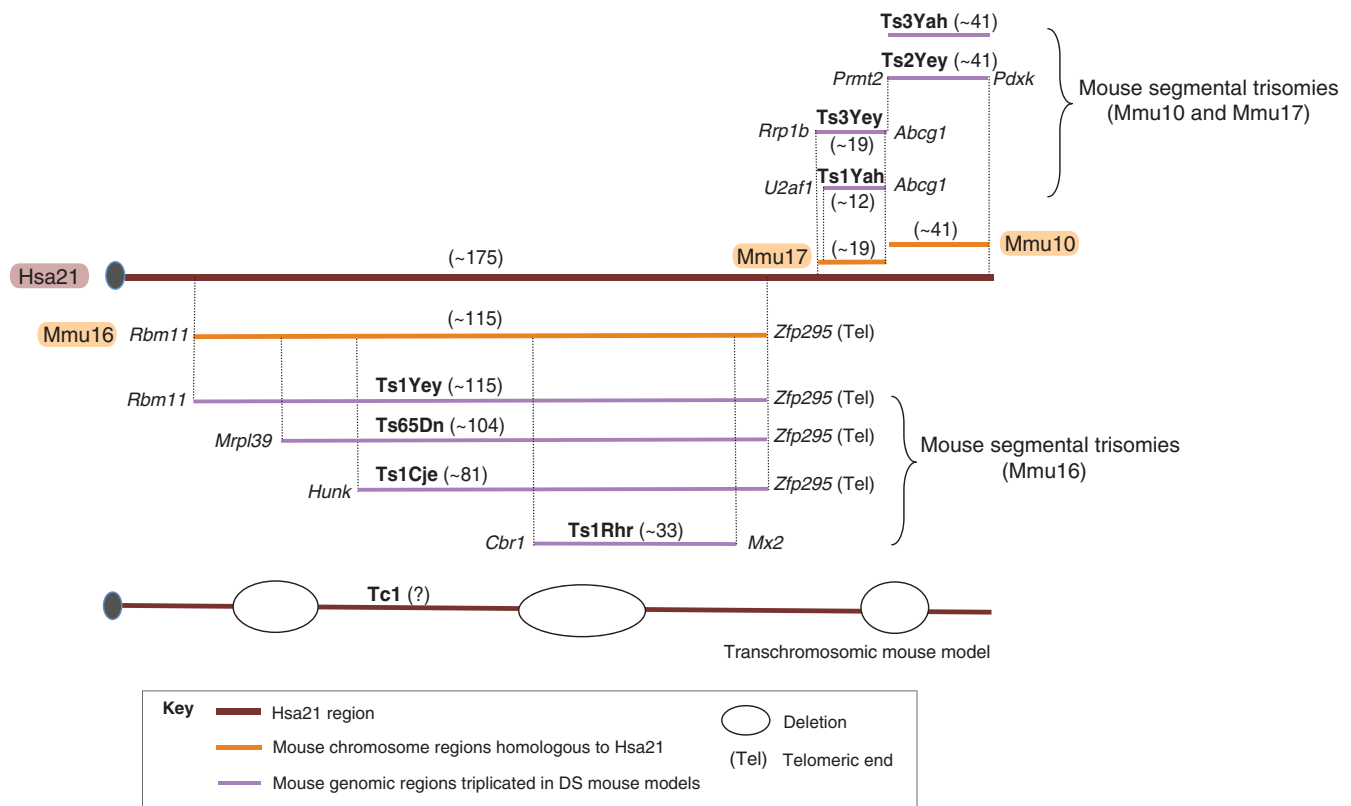 Ts3Yah (~41)
Ts2Yey (~41)
Prmt2
Pdxk
Mouse segmental trisomies
(Mmu10 and Mmu17)
Ts3Yey
Rrp1b
Abcg1
(~19)
Ts1Yah
U2af1
Abcg1
(~12)
(~41)
Mmu10
Mmu17
(~19)
(~175)
Hsa21
(~115)
Mmu16
Rbm11
Zfp295 (Tel)
Ts1Yey (~115)
Rbm11
Zfp295 (Tel)
Ts65Dn (~104)
Mrpl39
Zfp295 (Tel)
Mouse segmental trisomies
(Mmu16)
Ts1Cje (~81)
Hunk
Zfp295 (Tel)
Ts1Rhr (~33)
Cbr1
Mx2
Tc1 (?)
Transchromosomic mouse model
Key
Hsa21 region
Mouse chromosome regions homologous to Hsa21
Mouse genomic regions triplicated in DS mouse models
Deletion
(Tel) Telomeric end